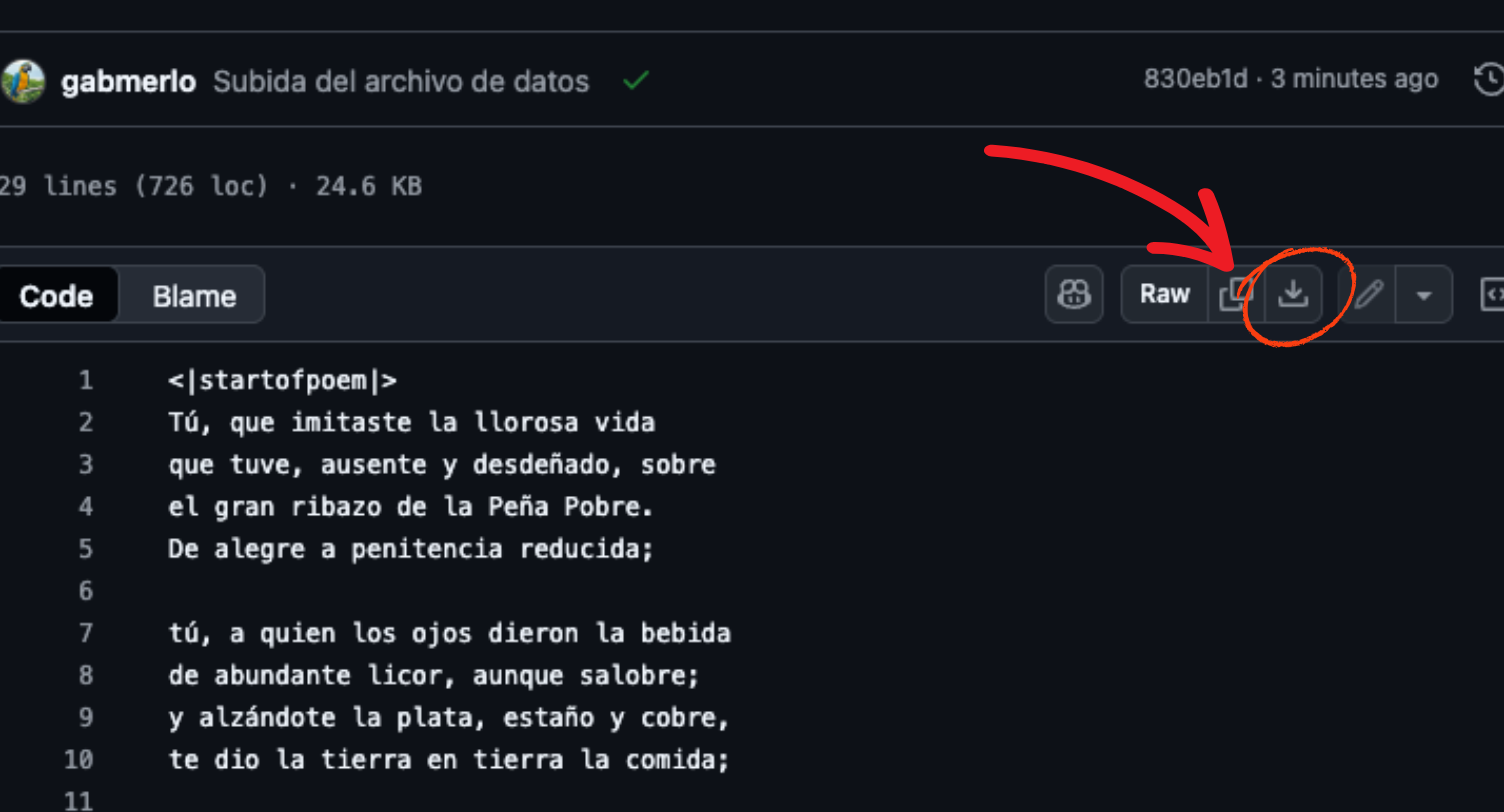 gabmerlo Subida del archivo de datos 830eb1d · 3 minutes ago
29 lines (726 loc) · 24.6 KB
Code Blame Raw
1 <|startofpoem|>
2 Tú, que imitaste la llorosa vida
3 que tuve, ausente y desdeñado, sobre
4 el gran ribazo de la Peña Pobre.
5 De alegre a penitencia reducida;
6
7 tú, a quien los ojos dieron la bebida
8 de abundante licor, aunque salobre;
9 y alzándote la plata, estaño y cobre,
10 te dio la tierra en tierra la comida;
11